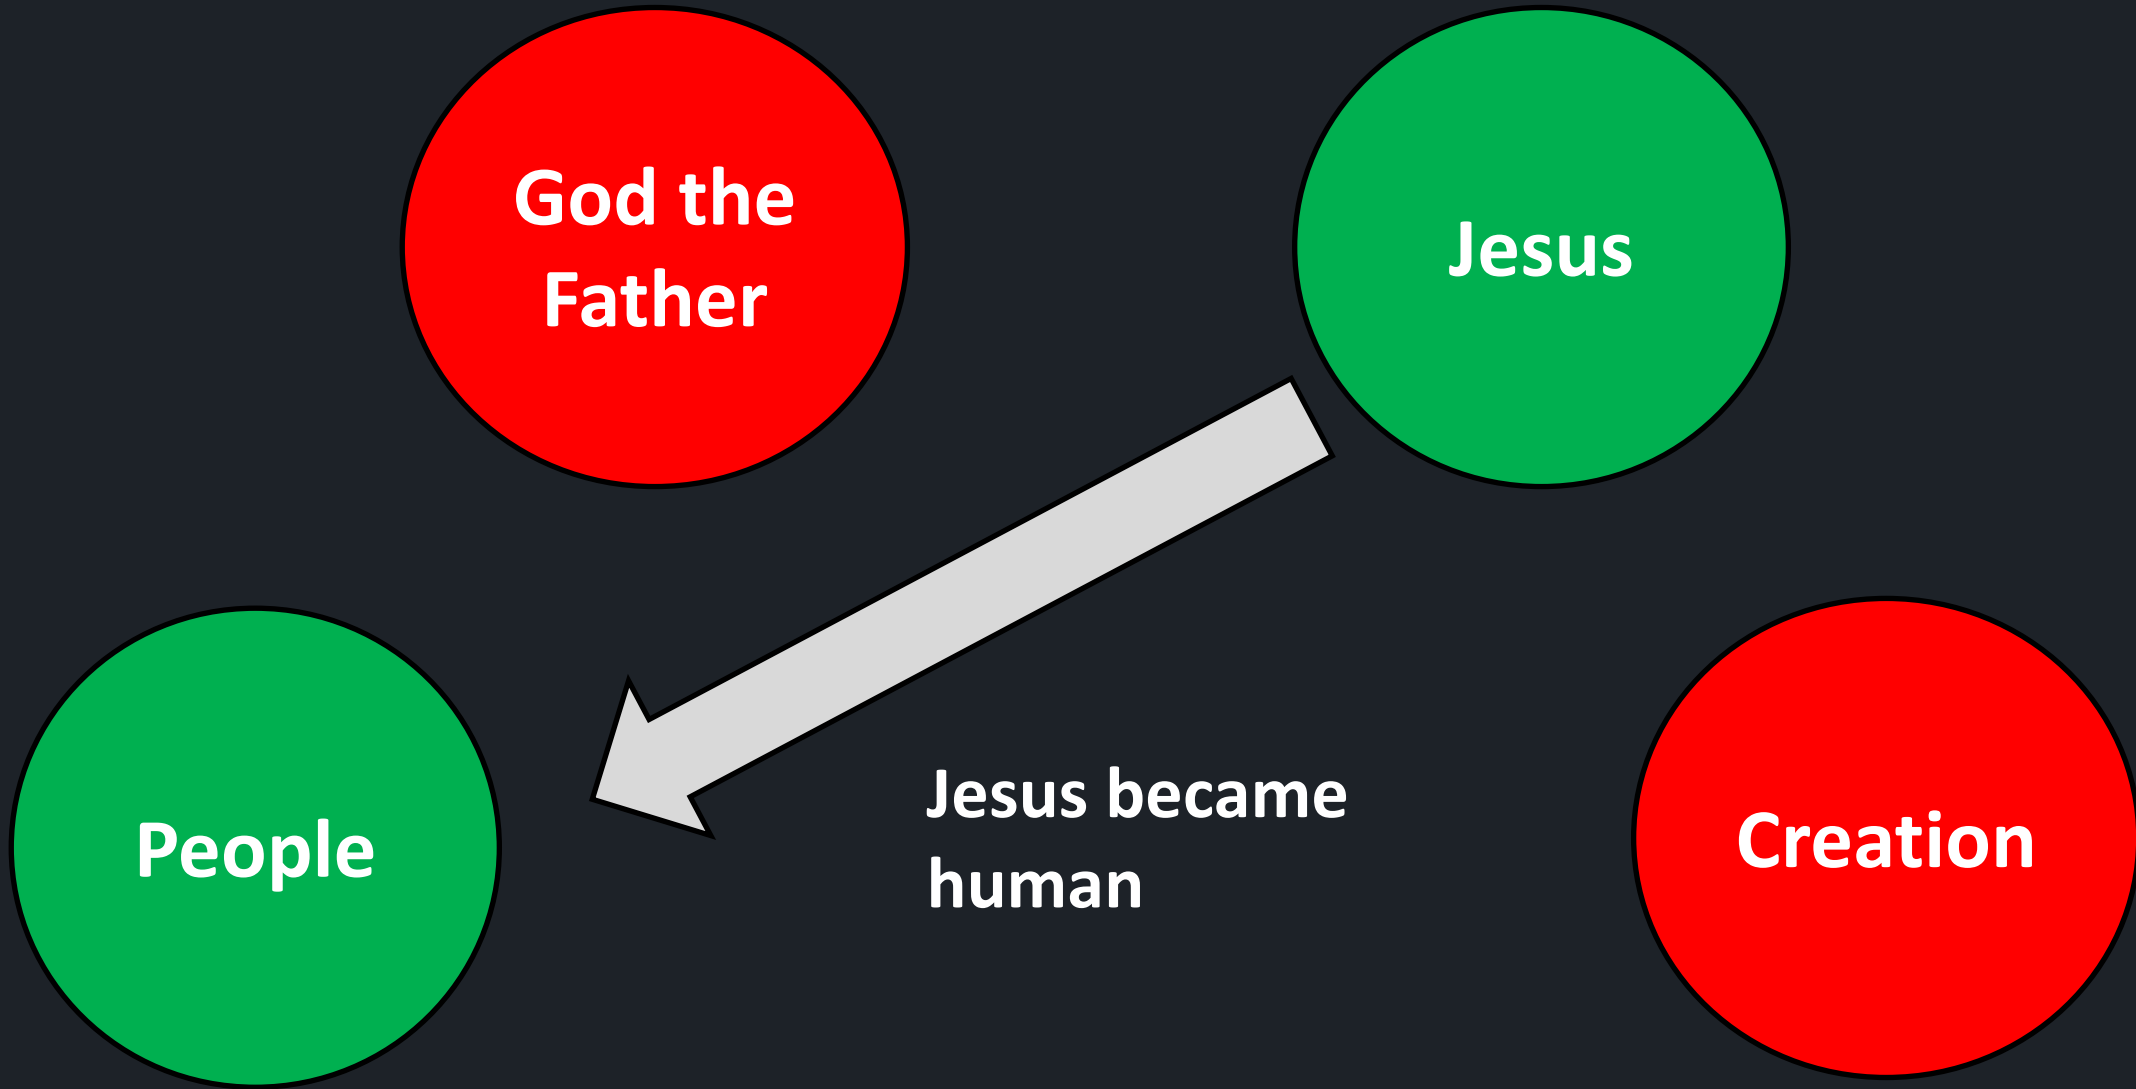 God the
Father
Jesus
People
Jesus became
human
Creation